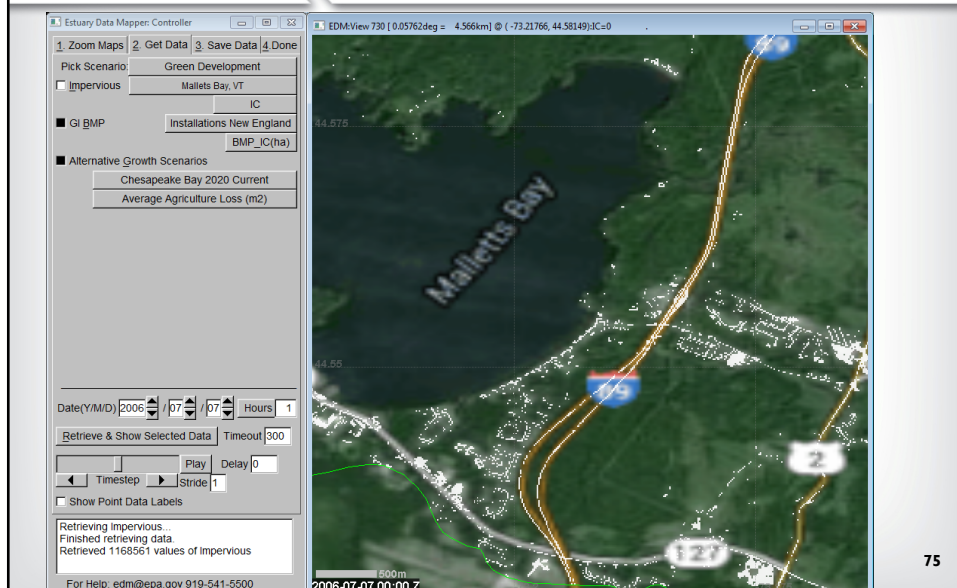 Estuary Data Mapper: Controller
1. Zoom Maps 2. Get Data 3. Save Data 4.Done
Pick Scenario: Green Development
Impervious Mallets Bay, VT
IC
GI BMP Installations New England
BMP_IC(ha)
Alternative Growth Scenarios
Chesapeake Bay 2020 Current
Average Agriculture Loss (m2)
Date(Y/M/D) 2006 / 07 / 07 Hours 1
Retrieve & Show Selected Data Timeout 300
Play Delay 0
Timestep Stride 1
Show Point Data Labels
Retrieving Impervious...
Finished retrieving data.
Retrieved 1168561 values of Impervious
For Help: edm@epa.gov 919-541-5500
EDM:View 730 [ 0.05762deg = 4.566km] @ ( -73.21766, 44.58149):IC=0
89
44.575
Malletts Bay
44.55
89
2
127
500m
2006-07-07 00:00 Z
75